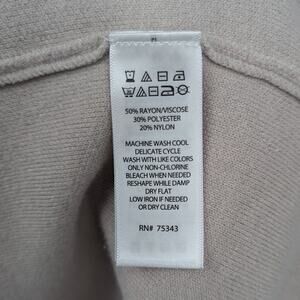 50% RAYON/VISCOSE
30% POLYESTER
20% NYLON
MACHINE WASH COOL
DELICATE CYCLE
WASH WITH LIKE COLORS
ONLY NON-CHLORINE
BLEACH WHEN NEEDED
RESHAPE WHILE DAMP
DRY FLAT
LOW IRON IF NEEDED
OR DRY CLEAN
RN# 75343